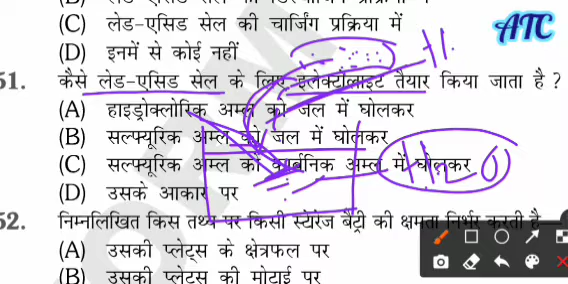 (C) लेड-एसिड सेल की चार्जिंग प्रक्रिया में
ATC
(D) इनमें से कोई नहीं
51. कैसे लेड-एसिड सेल के लिए इलेक्ट्रोलाइट तैयार किया जाता है ?
(A) हाइड्रोक्लोरिक अम्ल को जल में घोलकर
(B) सल्फ्यूरिक अम्ल को जल में घोलकर
(C) सल्फ्यूरिक अम्ल को कार्बनिक अम्ल में घोलकर
(D) उसके आकार पर
52. निम्नलिखित किस तथ्य पर किसी स्टोरेज बैट्री की क्षमता निर्भर करती है—
(A) उसकी प्लेट्स के क्षेत्रफल पर
(B) उसकी प्लेट्स की मोटाई पर